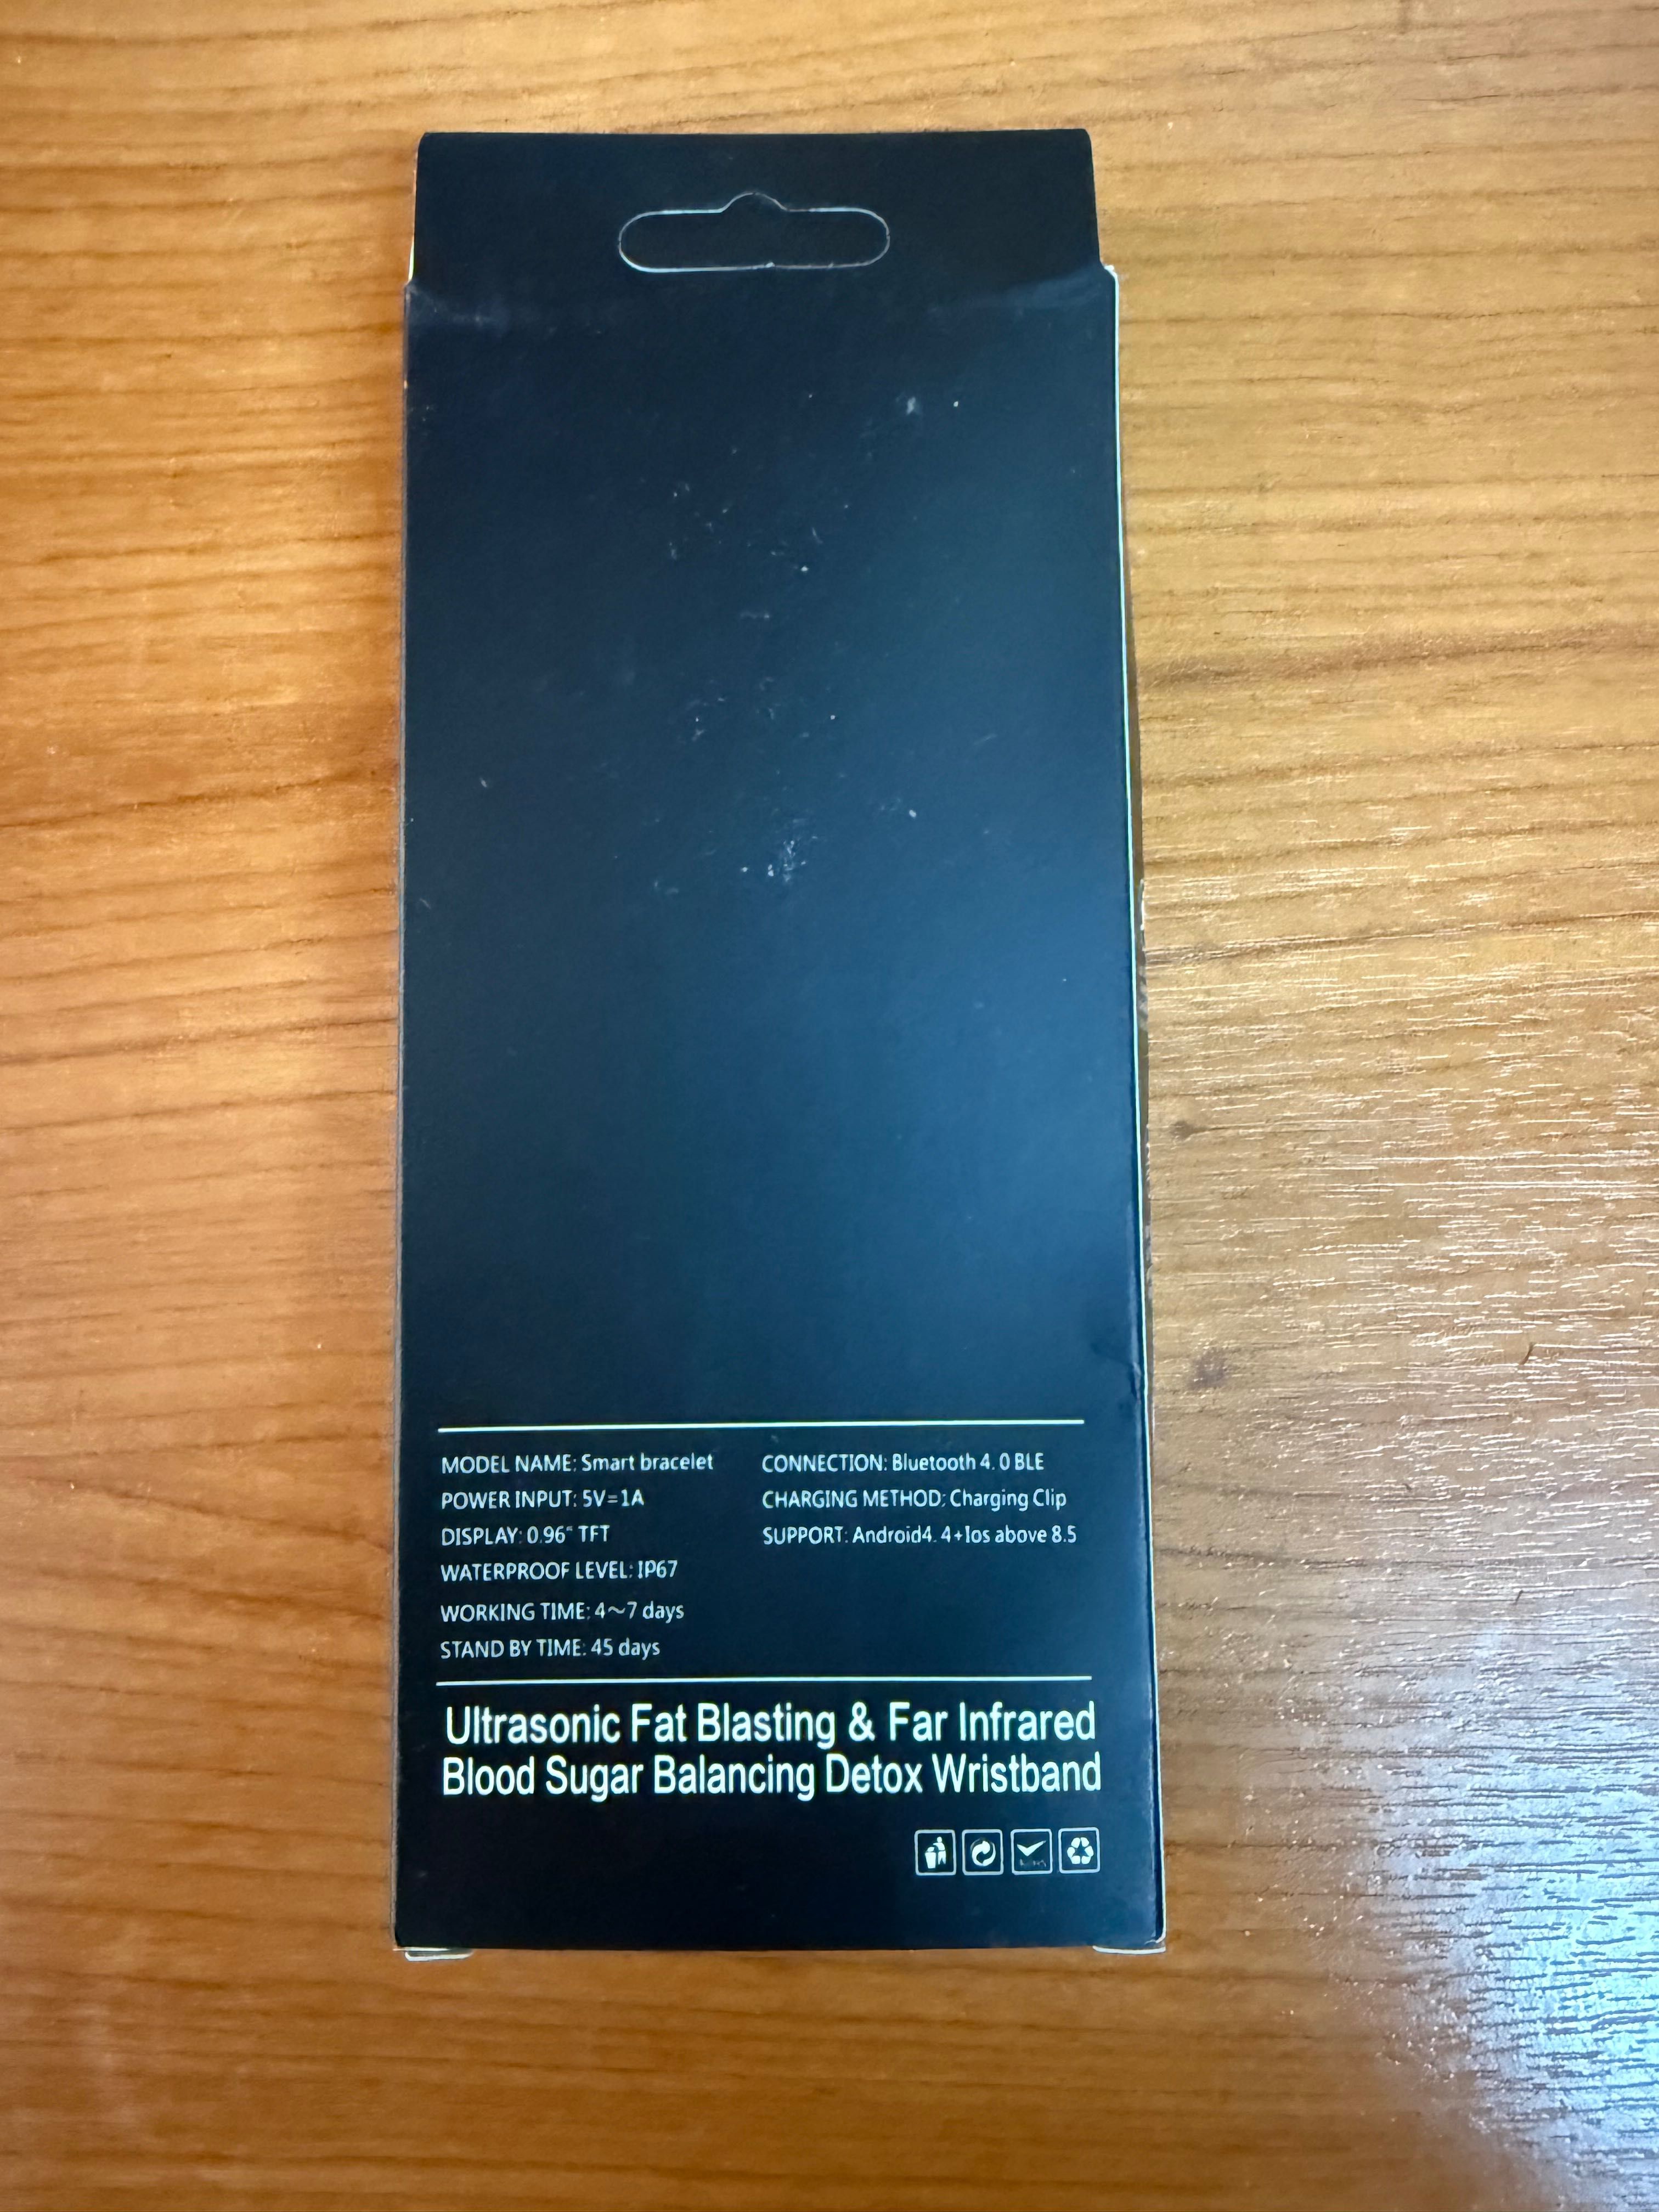 MODEL NAME: Smart bracelet
POWER INPUT: 5V=1A
DISPLAY: 0.96" TFT
WATERPROOF LEVEL: IP67
WORKING TIME: 4~7 days
STAND BY TIME: 45 days
CONNECTION: Bluetooth 4. 0 BLE
CHARGING METHOD: Charging Clip
SUPPORT: Android4. 4+Ios above 8.5
Ultrasonic Fat Blasting & Far Infrared
Blood Sugar Balancing Detox Wristband